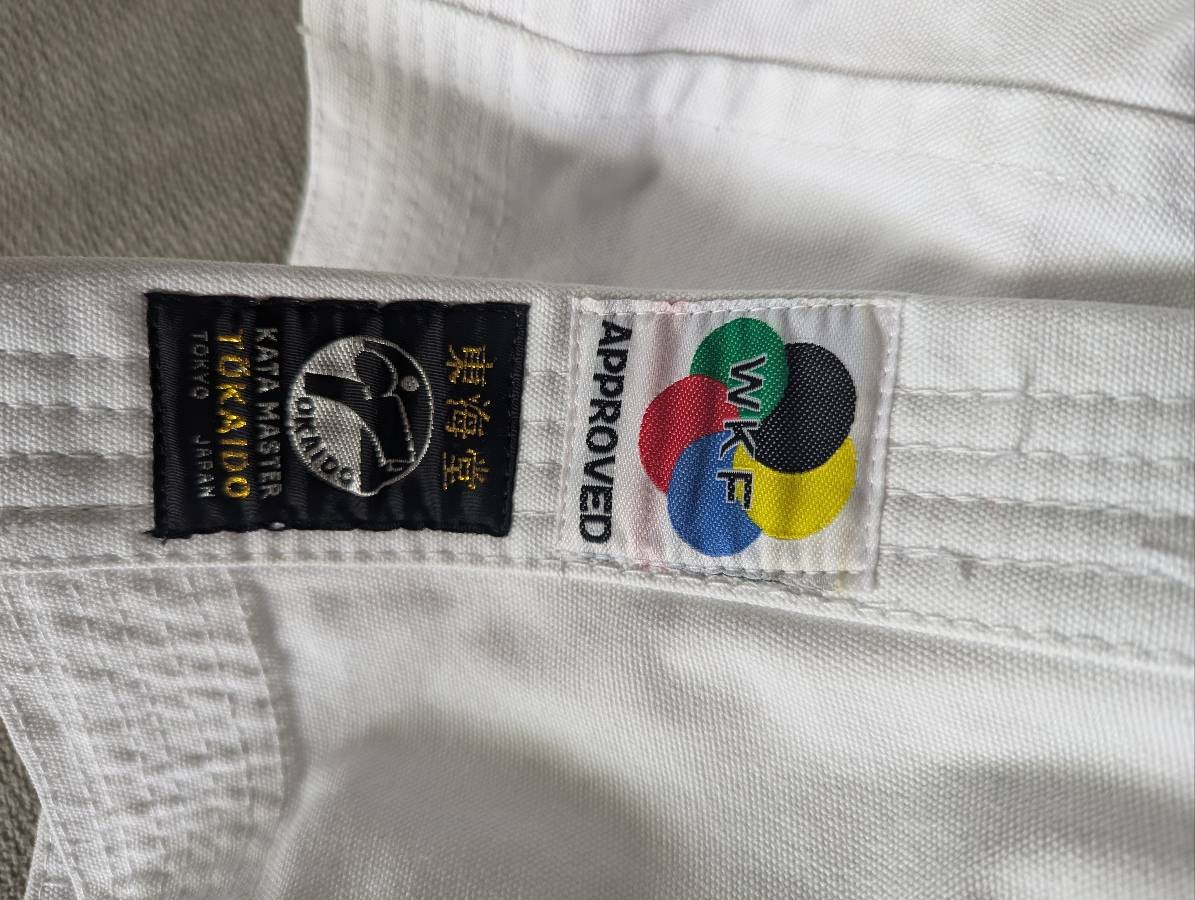 東海堂
TOKAIDO
KATA MASTER
TOKAIDO
TOKYO JAPAN
WKF
APPROVED